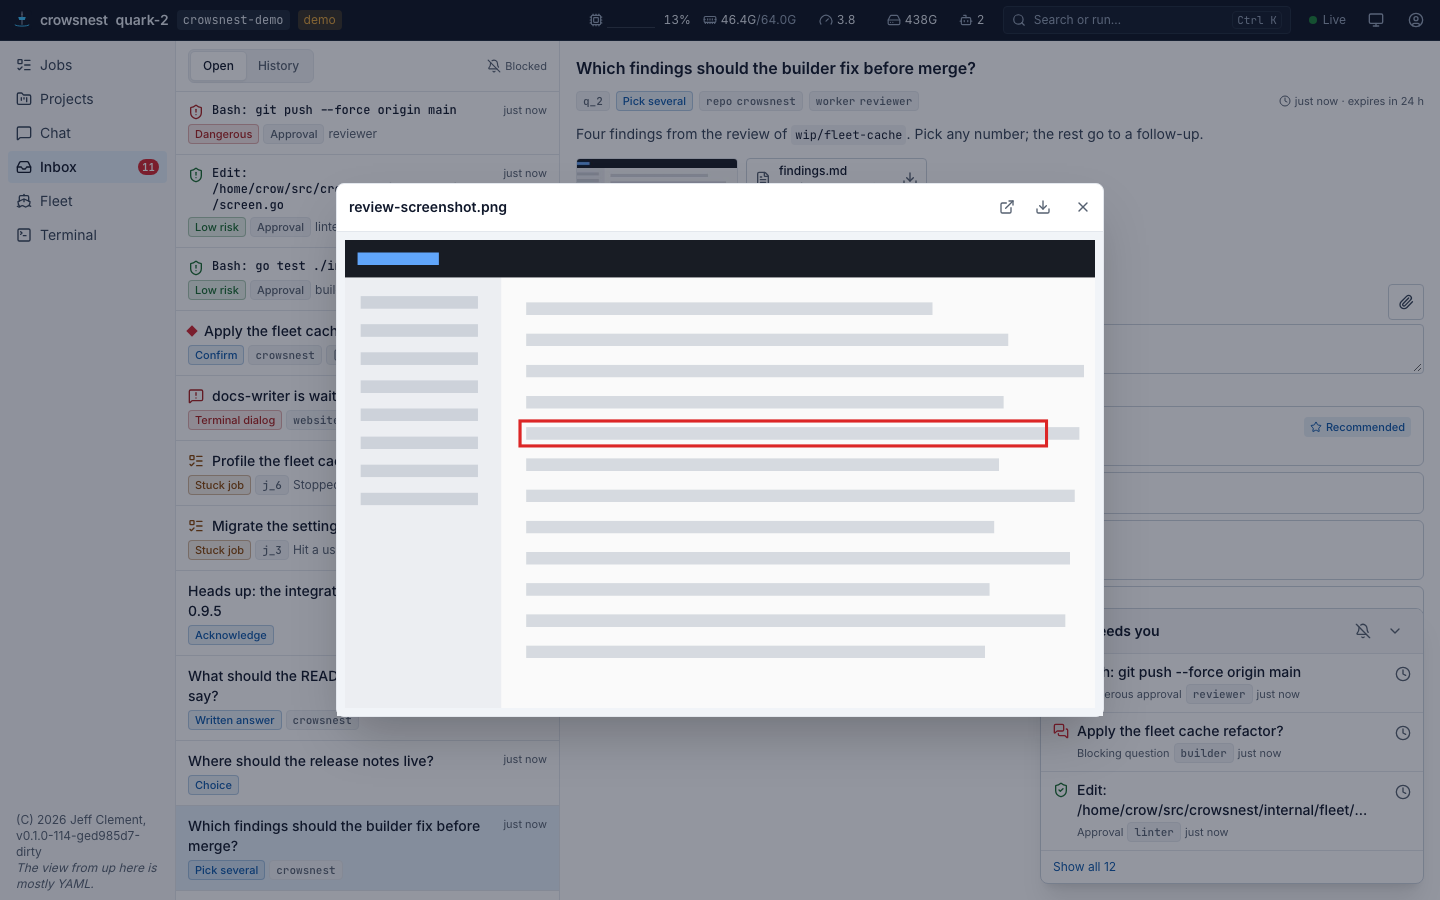 crowsnest quark-2 crowsnest-demo demo 13% 46.4G/64.0G 3.8 438G 2 Search or run... Ctrl K Live
Jobs
Projects
Chat
Inbox 11
Fleet
Terminal
(C) 2026 Jeff Clement,
v0.1.0-114-ged985d7-
dirty
The view from up here is
mostly YAML.
Open History Blocked
Bash: git push --force origin main just now
Dangerous Approval reviewer
Edit: just now
/home/crow/src/cr
/screen.go
Low risk Approval linte
Bash: go test ./i
Low risk Approval buil
Apply the fleet cach
Confirm crowsnest
docs-writer is wait
Terminal dialog website
Profile the fleet cac
Stuck job j_6 Stopped
Migrate the setting
Stuck job j_3 Hit a us
Heads up: the integrat
0.9.5
Acknowledge
What should the READ
say?
Written answer crowsnest
Where should the release notes live? just now
Choice
Which findings should the builder fix before just now
merge?
Pick several crowsnest
Which findings should the builder fix before merge?
q_2 Pick several repo crowsnest worker reviewer just now · expires in 24 h
Four findings from the review of wip/fleet-cache. Pick any number; the rest go to a follow-up.
findings.md
review-screenshot.png
Recommended
eeds you
h: git push --force origin main
erous approval reviewer just now
Apply the fleet cache refactor?
Blocking question builder just now
Edit:
/home/crow/src/crowsnest/internal/fleet/...
Approval linter just now
Show all 12